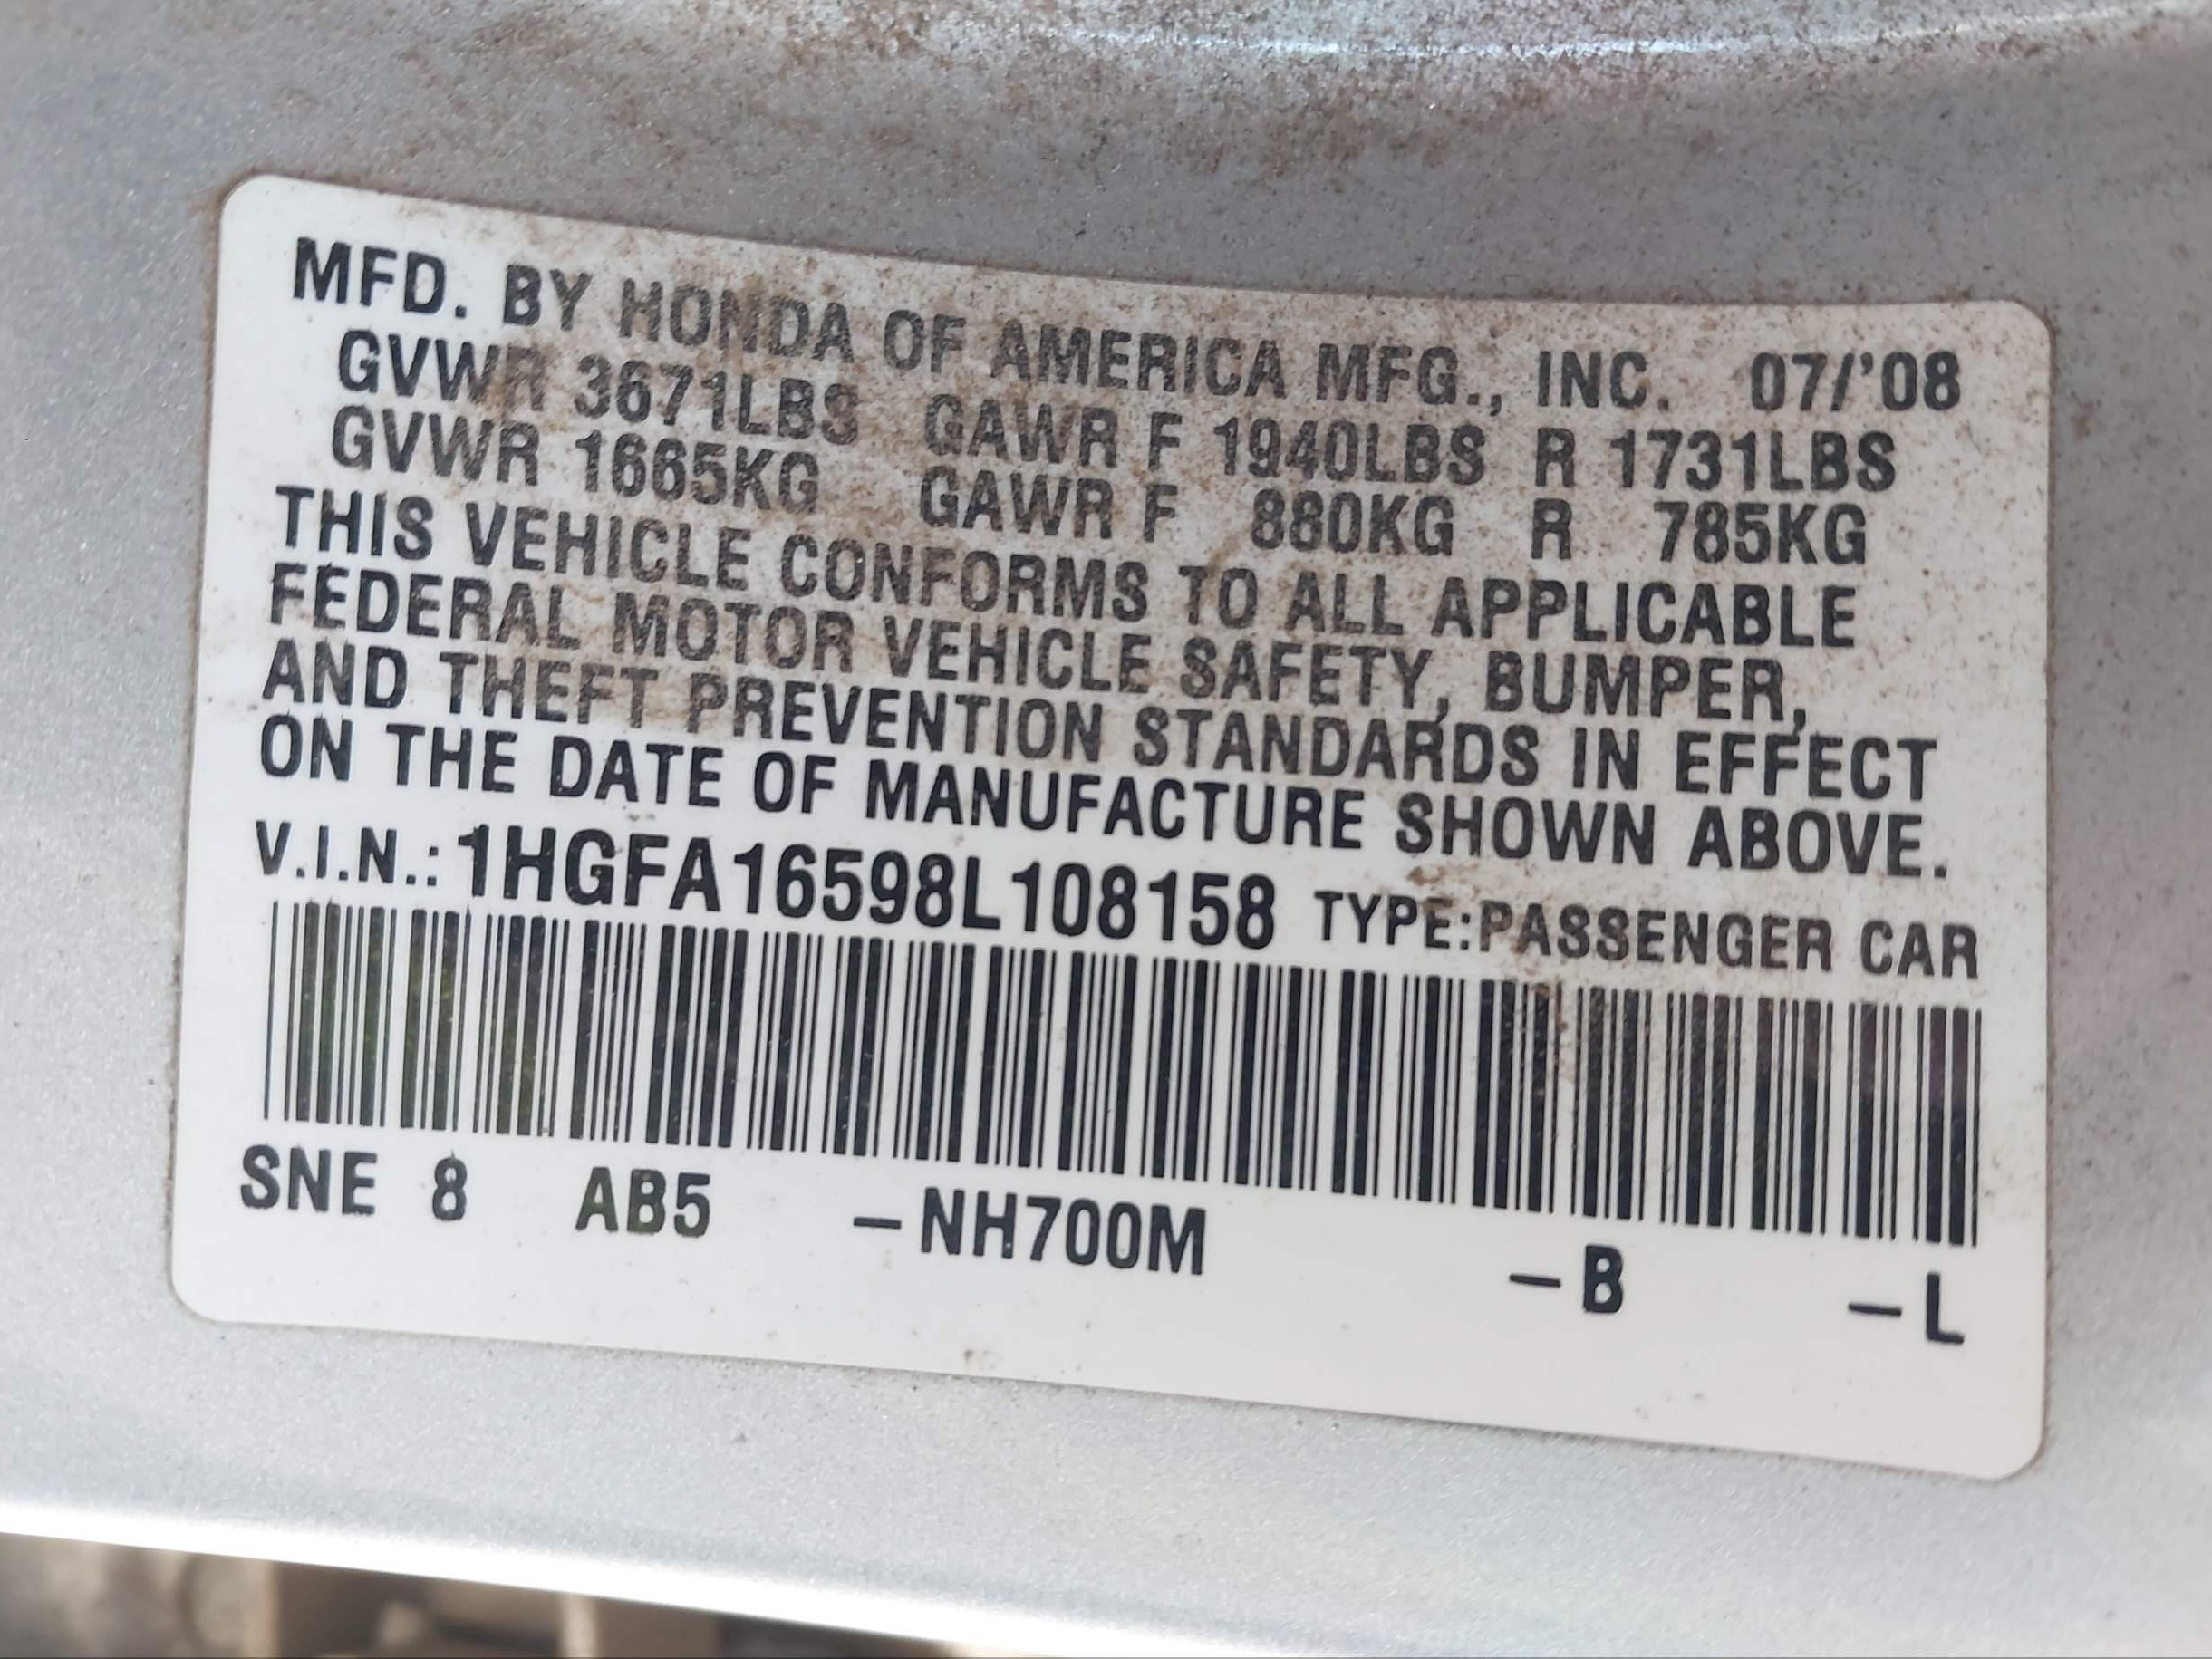 MFD. BY HONDA OF AMERICA MFG., INC. 07/'08
GVWR 3671LBS GAWR F 1940LBS R 1731LBS
GVWR 1665KG GAWR F 880KG R 785KG
THIS VEHICLE CONFORMS TO ALL APPLICABLE
FEDERAL MOTOR VEHICLE SAFETY, BUMPER,
AND THEFT PREVENTION STANDARDS IN EFFECT
ON THE DATE OF MANUFACTURE SHOWN ABOVE.
V.I.N.: 1HGFA16598L108158 TYPE:PASSENGER CAR
SNE 8 AB5 –NH700M –B –L